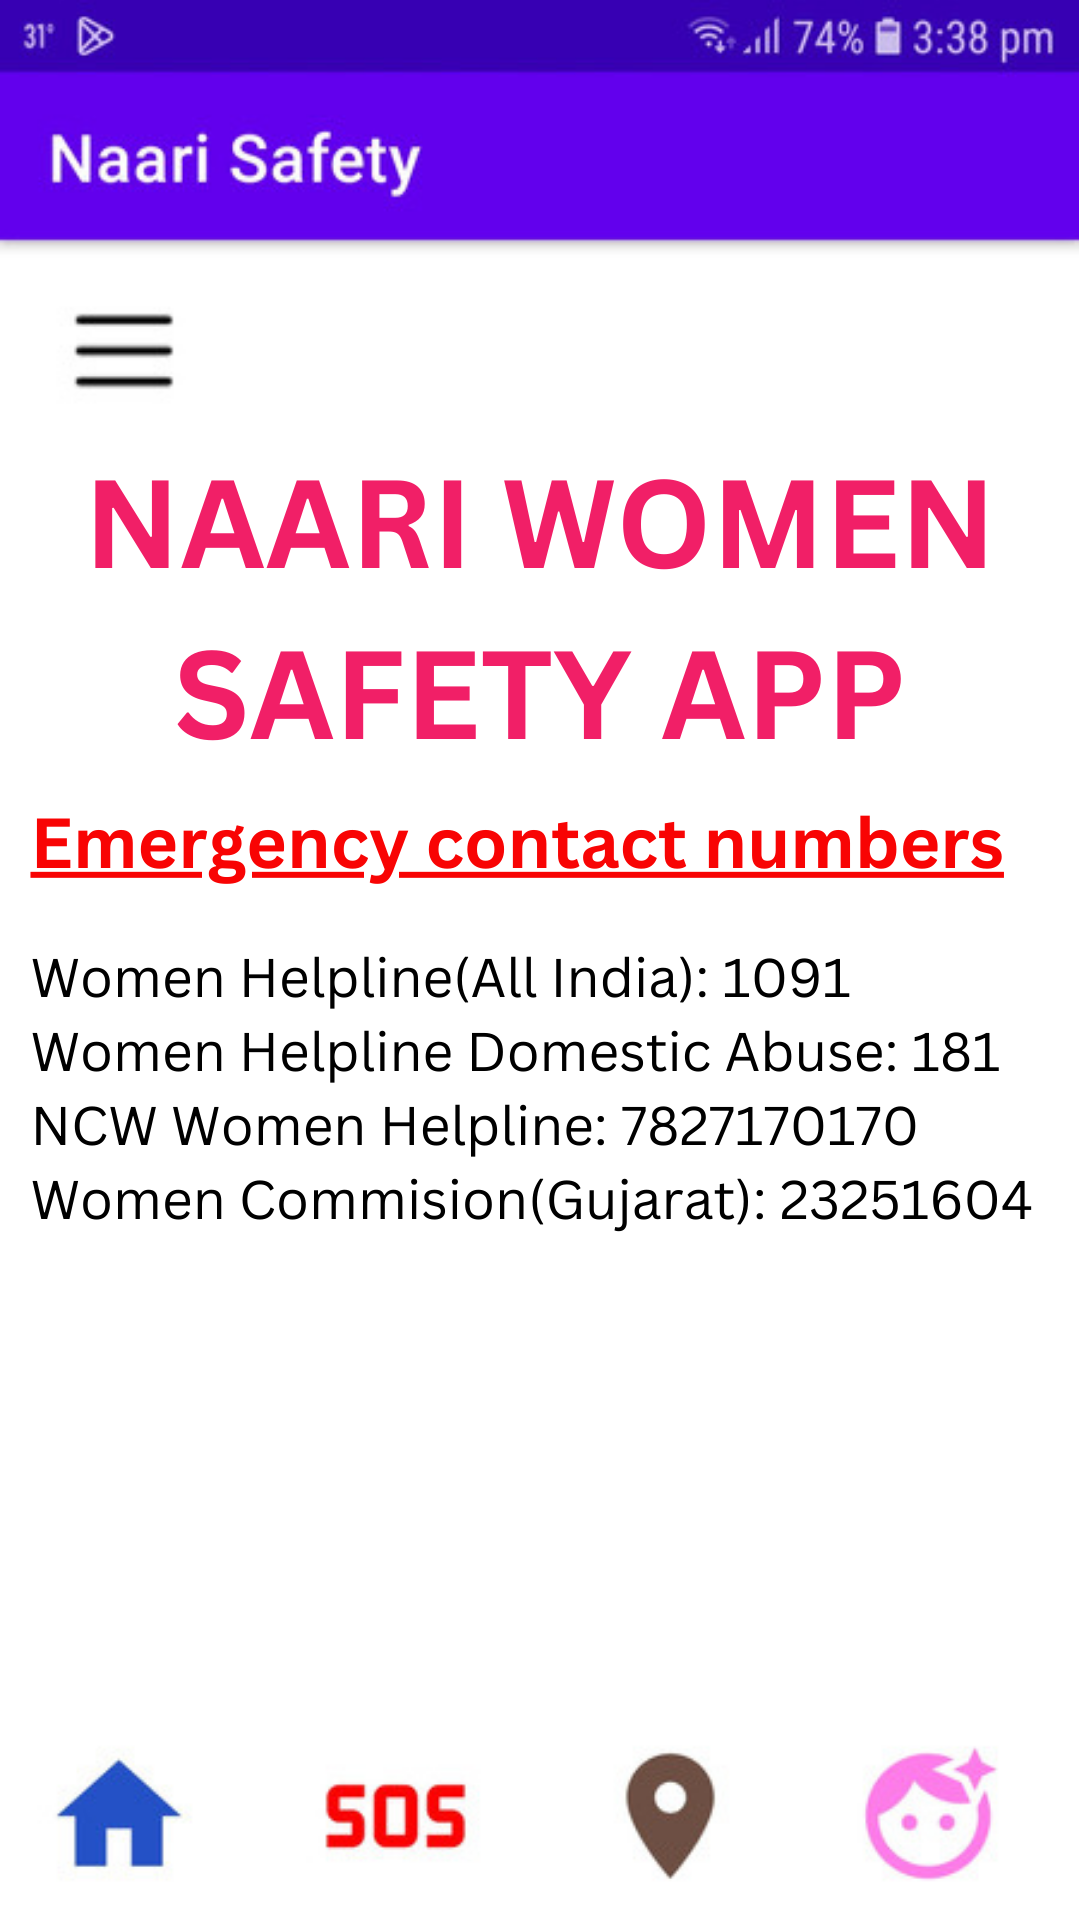 31° 74% 3:38 pm
Naari Safety
NAARI WOMEN
SAFETY APP
Emergency contact numbers
Women Helpline(All India): 1091
Women Helpline Domestic Abuse: 181
NCW Women Helpline: 7827170170
Women Commision(Gujarat): 23251604
SOS